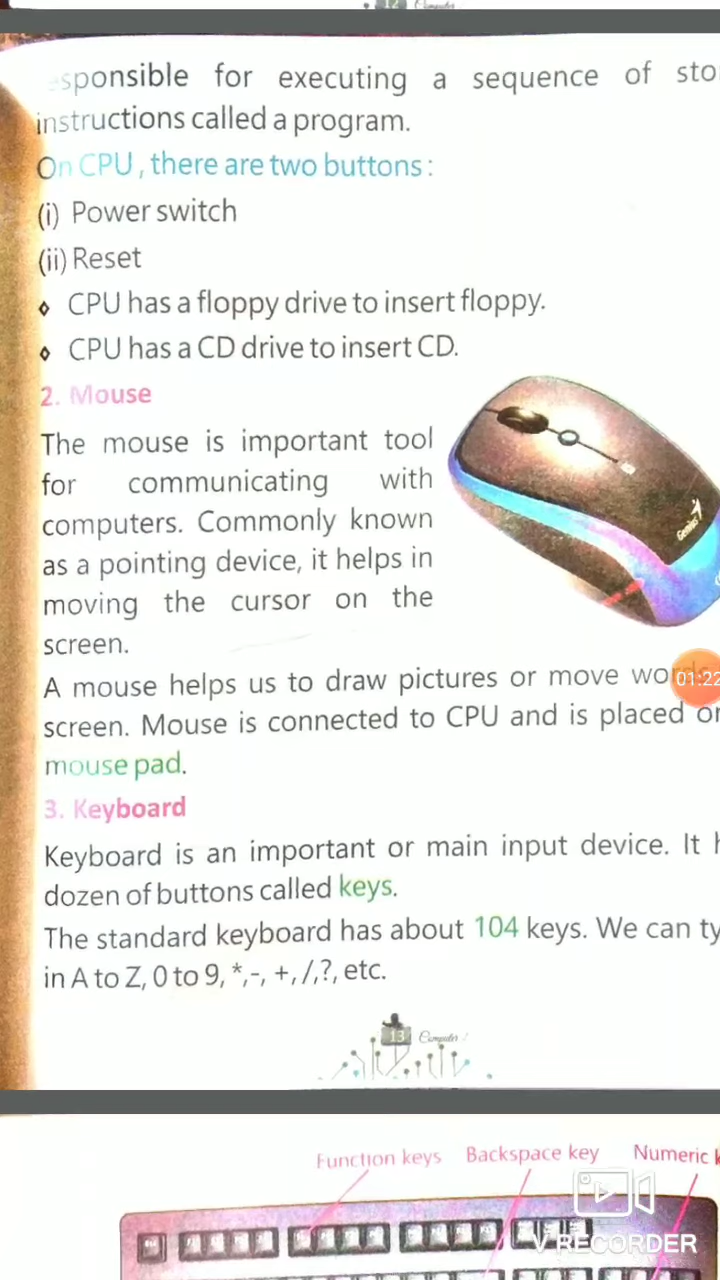 Computer
esponsible for executing a sequence of sto
instructions called a program.
On CPU, there are two buttons :
(i) Power switch
(ii) Reset
◊ CPU has a floppy drive to insert floppy.
◊ CPU has a CD drive to insert CD.
2. Mouse
The mouse is important tool
for communicating with
computers. Commonly known
as a pointing device, it helps in
moving the cursor on the
screen.
Genius
A mouse helps us to draw pictures or move words
01:22
screen. Mouse is connected to CPU and is placed on
mouse pad.
3. Keyboard
Keyboard is an important or main input device. It h
dozen of buttons called keys.
The standard keyboard has about 104 keys. We can ty
in A to Z, 0 to 9, *,-, +, /,?, etc.
13 Computer
Function keys Backspace key Numeric k
V RECORDER